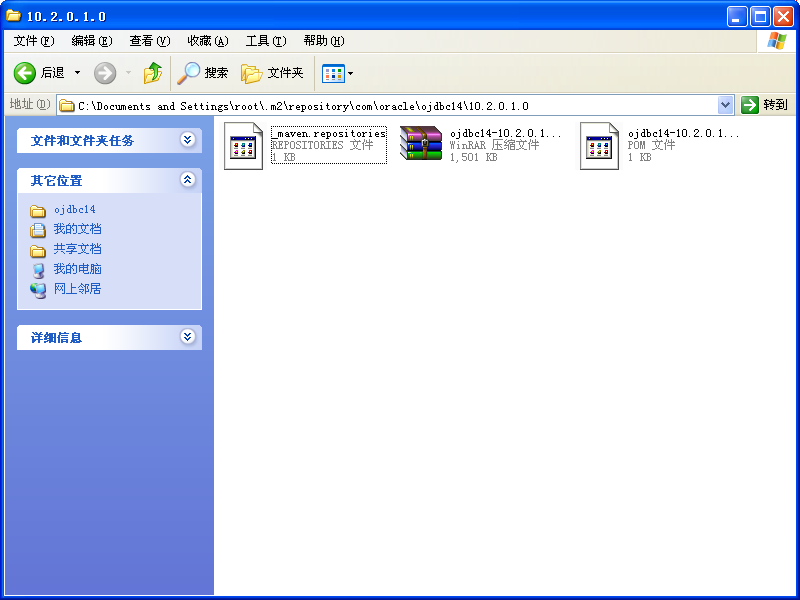 10.2.0.1.0
文件(F) 编辑(E) 查看(V) 收藏(A) 工具(T) 帮助(H)
后退 搜索 文件夹
地址(D) C:\Documents and Settings\root\.m2\repository\com\oracle\ojdbc14\10.2.0.1.0 转到
文件和文件夹任务
其它位置
ojdbc14
我的文档
共享文档
我的电脑
网上邻居
详细信息
_maven.repositories
REPOSITORIES 文件
1 KB
ojdbc14-10.2.0.1...
WinRAR 压缩文件
1,501 KB
ojdbc14-10.2.0.1...
POM 文件
1 KB